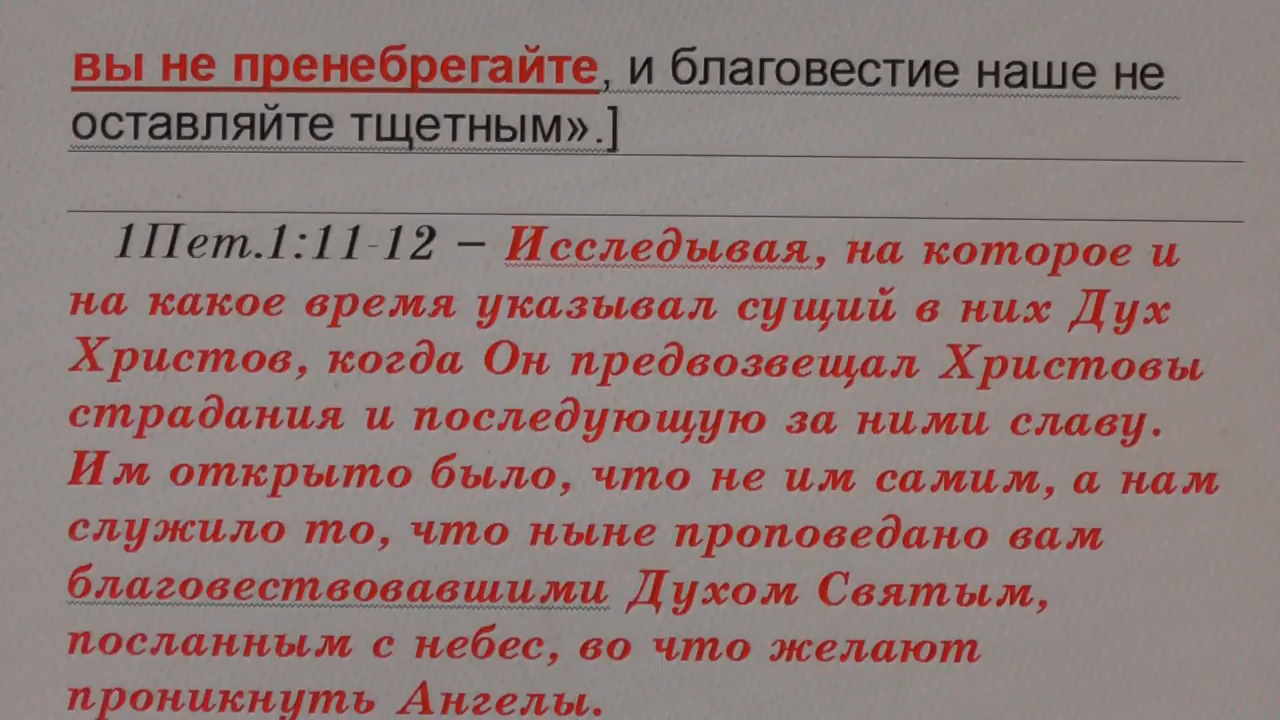 вы не пренебрегайте, и благовестие наше не
оставляйте тщетным».]
1Пет.1:11-12 – Исследывая, на которое и
на какое время указывал сущий в них Дух
Христов, когда Он предвозвещал Христовы
страдания и последующую за ними славу.
Им открыто было, что не им самим, а нам
служило то, что ныне проповедано вам
благовествовавшими Духом Святым,
посланным с небес, во что желают
проникнуть Ангелы.